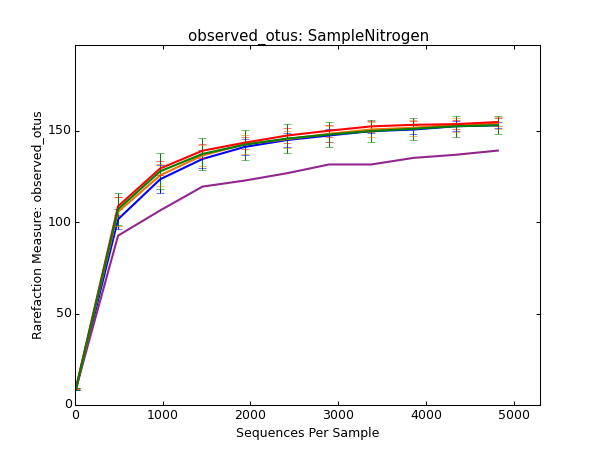 observed_otus: SampleNitrogen
Rarefaction Measure: observed_otus
150
100
50
0
0 1000 2000 3000 4000 5000
Sequences Per Sample